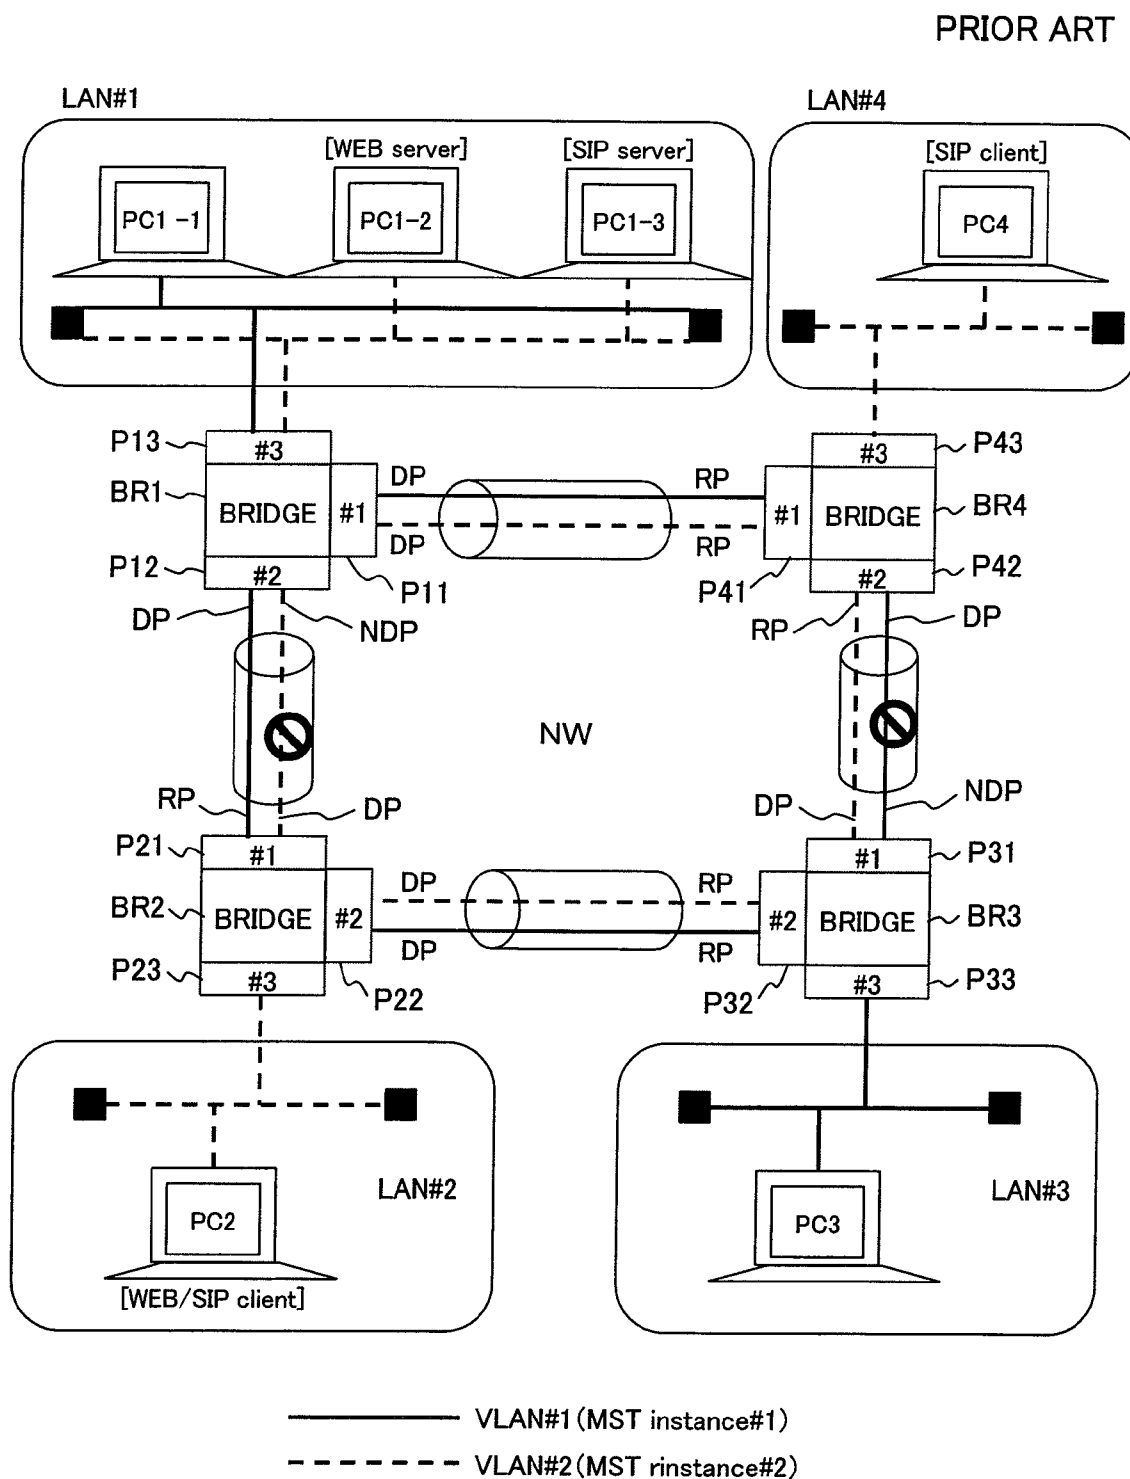 PRIOR ART
LAN#1
LAN#4
[WEB server]
[SIP server]
[SIP client]
PC1-1
PC1-2
PC1-3
PC4
P13
#3
BR1
BRIDGE
#1
P12
#2
P11
DP
RP
DP
RP
#3
P43
#1
BRIDGE
BR4
P41
#2
P42
DP
NDP
RP
DP
NW
RP
DP
DP
NDP
P21
#1
BR2
BRIDGE
#2
P23
#3
P22
DP
RP
DP
RP
#1
P31
#2
BRIDGE
BR3
P32
#3
P33
PC2
LAN#2
[WEB/SIP client]
PC3
LAN#3
VLAN#1(MST instance#1)
VLAN#2(MST rinstance#2)